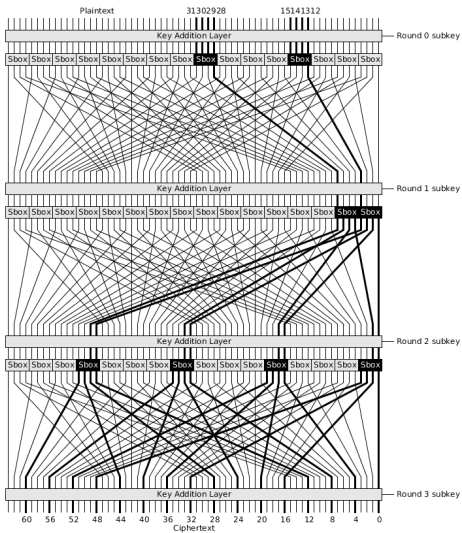 Plaintext 31302928 15141312
Key Addition Layer Round 0 subkey
Sbox Sbox Sbox Sbox Sbox Sbox Sbox Sbox Sbox Sbox Sbox Sbox Sbox Sbox Sbox Sbox
Key Addition Layer Round 1 subkey
Sbox Sbox Sbox Sbox Sbox Sbox Sbox Sbox Sbox Sbox Sbox Sbox Sbox Sbox Sbox Sbox
Key Addition Layer Round 2 subkey
Sbox Sbox Sbox Sbox Sbox Sbox Sbox Sbox Sbox Sbox Sbox Sbox Sbox Sbox Sbox Sbox
Key Addition Layer Round 3 subkey
60 56 52 48 44 40 36 32 28 24 20 16 12 8 4 0
Ciphertext